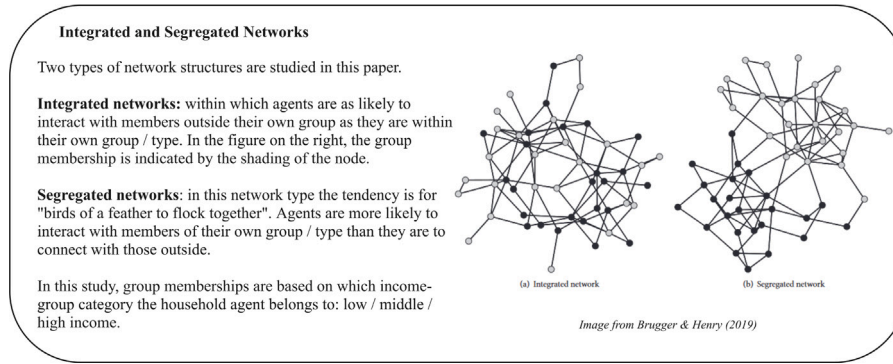 Integrated and Segregated Networks
Two types of network structures are studied in this paper.
Integrated networks: within which agents are as likely to
interact with members outside their own group as they are within
their own group / type. In the figure on the right, the group
membership is indicated by the shading of the node.
Segregated networks: in this network type the tendency is for
"birds of a feather to flock together". Agents are more likely to
interact with members of their own group / type than they are to
connect with those outside.
In this study, group memberships are based on which income-
group category the household agent belongs to: low / middle /
high income.
(a) Integrated network
(b) Segregated network
Image from Brugger & Henry (2019)